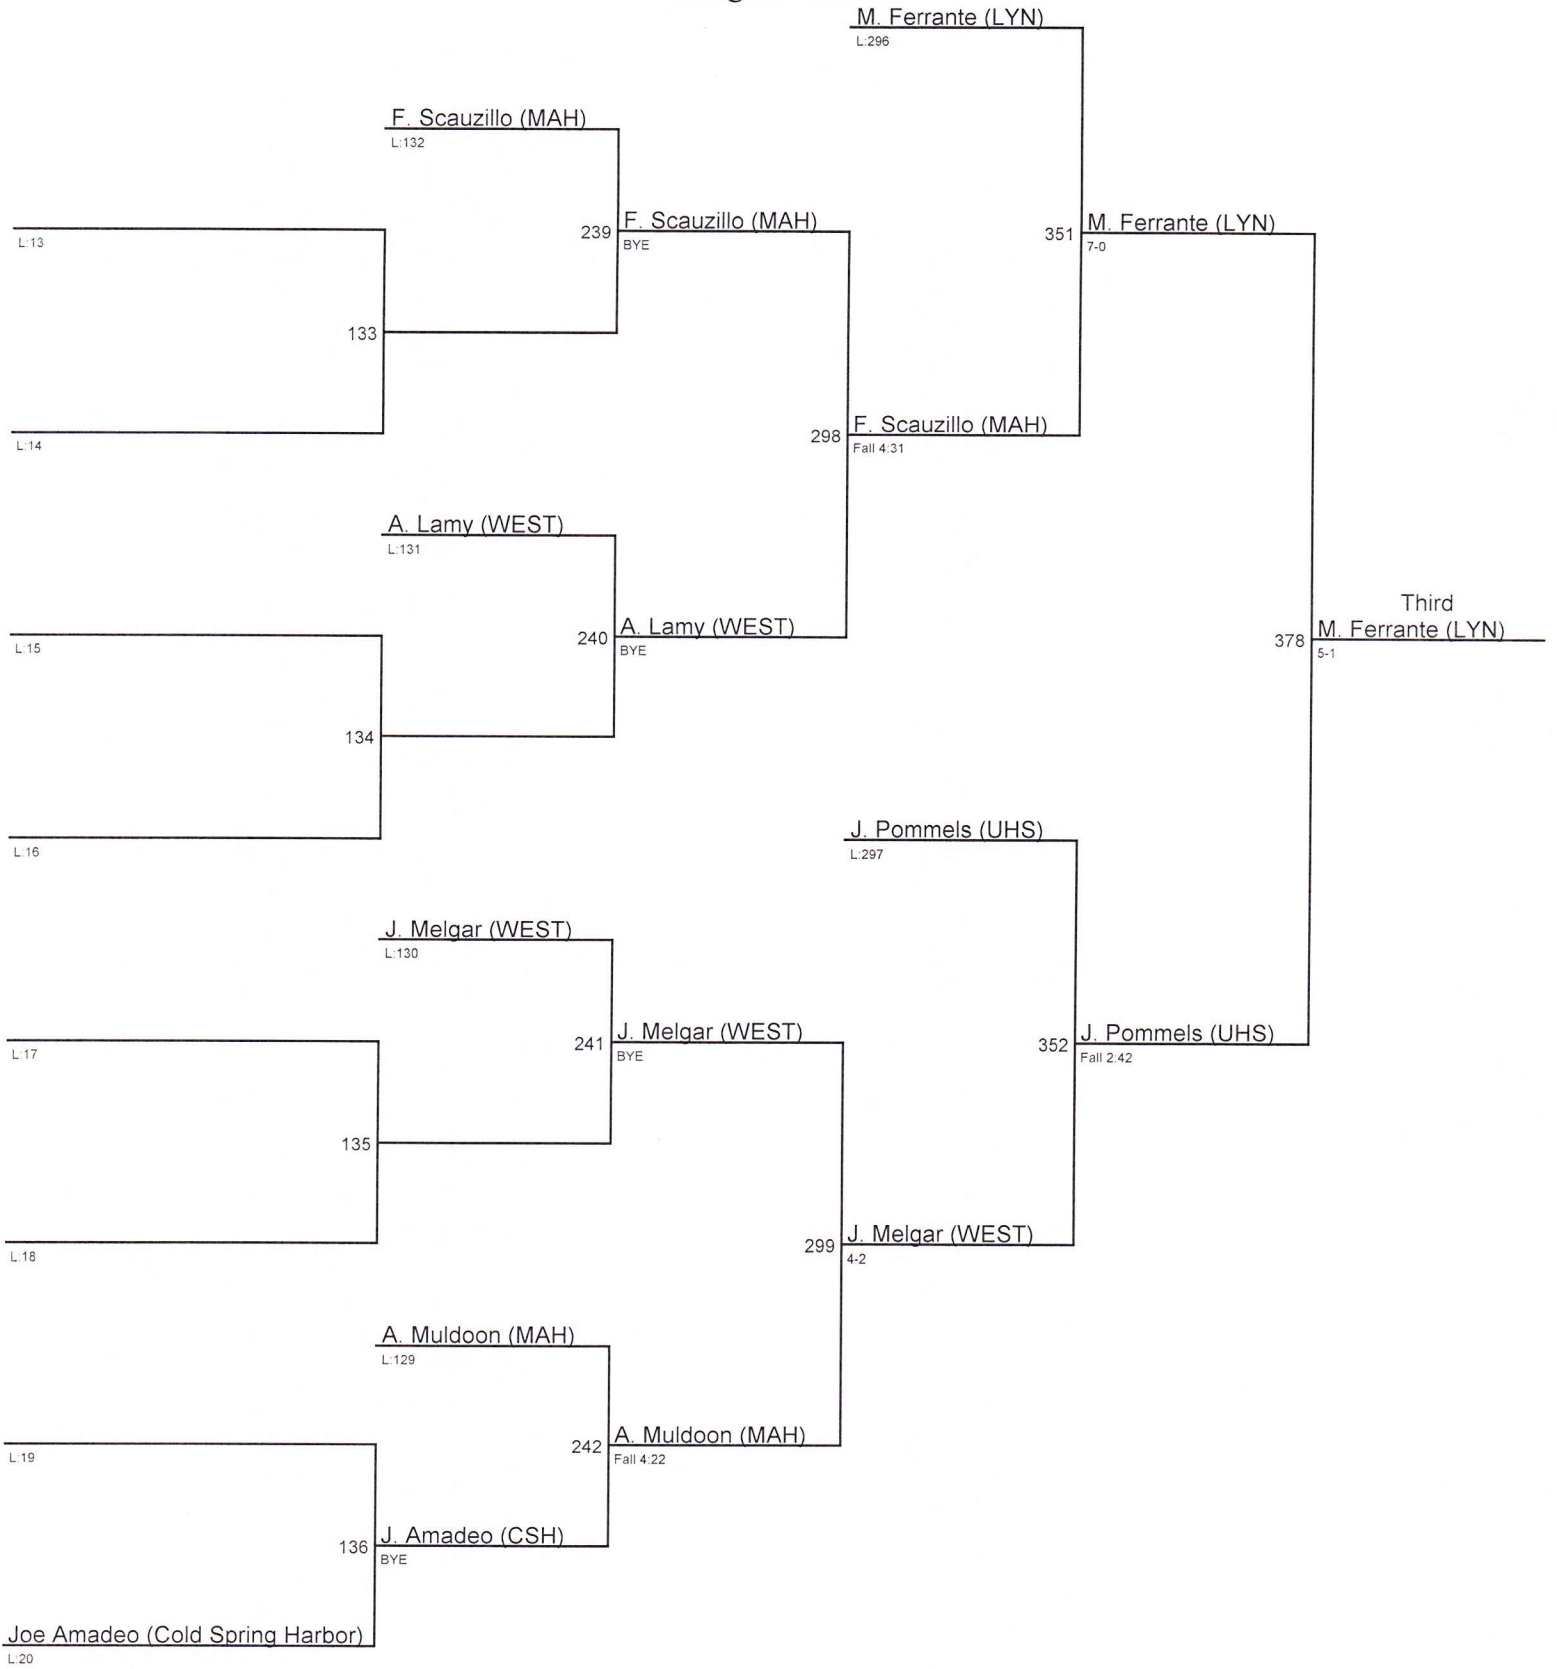 M. Ferrante (LYN)
L:296
F. Scauzillo (MAH)
L:132
239 F. Scauzillo (MAH)
BYE
351 M. Ferrante (LYN)
7-0
L:13
133
298 F. Scauzillo (MAH)
Fall 4:31
L:14
A. Lamy (WEST)
L:131
Third
240 A. Lamy (WEST)
BYE
378 M. Ferrante (LYN)
5-1
L:15
134
J. Pommels (UHS)
L:297
L:16
J. Melgar (WEST)
L:130
241 J. Melgar (WEST)
BYE
352 J. Pommels (UHS)
Fall 2:42
L:17
135
299 J. Melgar (WEST)
4-2
L:18
A. Muldoon (MAH)
L:129
242 A. Muldoon (MAH)
Fall 4:22
L:19
136 J. Amadeo (CSH)
BYE
Joe Amadeo (Cold Spring Harbor)
L:20